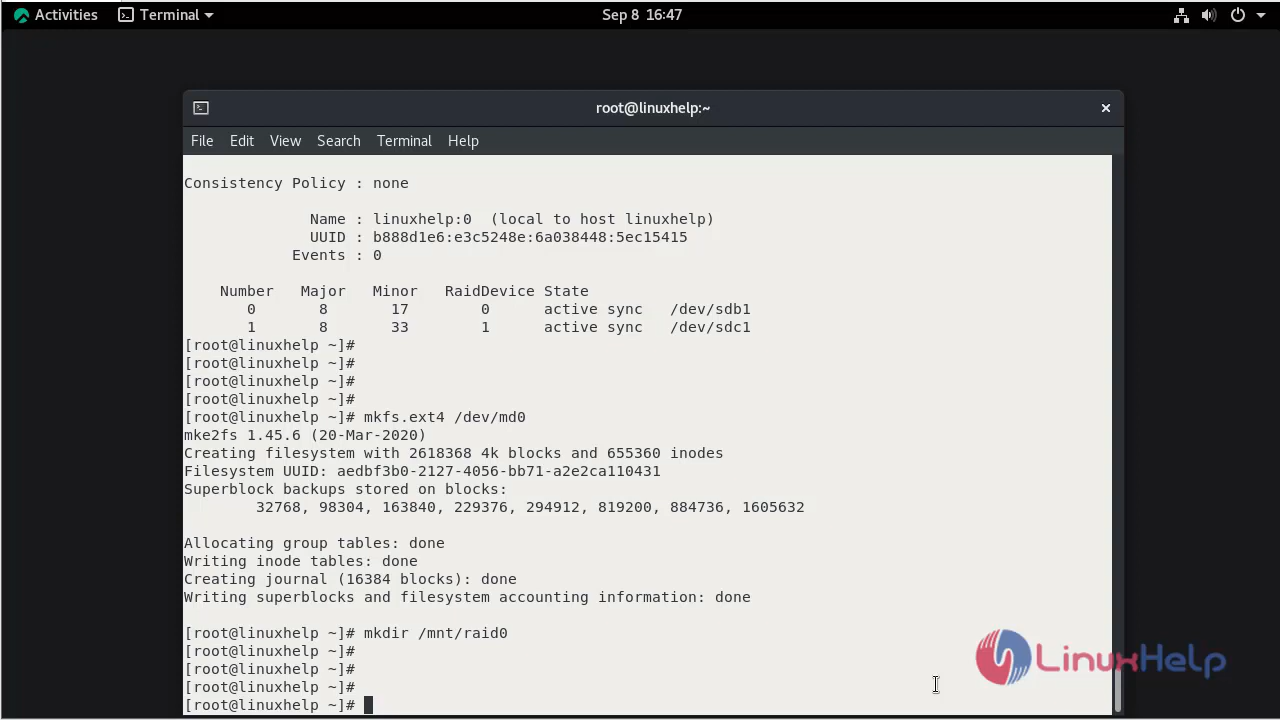 Activities Terminal Sep 8 16:47
root@linuxhelp:~
File Edit View Search Terminal Help
Consistency Policy : none
Name : linuxhelp:0 (local to host linuxhelp)
UUID : b888d1e6:e3c5248e:6a038448:5ec15415
Events : 0
Number Major Minor RaidDevice State
0 8 17 0 active sync /dev/sdb1
1 8 33 1 active sync /dev/sdc1
[root@linuxhelp ~]#
[root@linuxhelp ~]#
[root@linuxhelp ~]#
[root@linuxhelp ~]#
[root@linuxhelp ~]# mkfs.ext4 /dev/md0
mke2fs 1.45.6 (20-Mar-2020)
Creating filesystem with 2618368 4k blocks and 655360 inodes
Filesystem UUID: aedbf3b0-2127-4056-bb71-a2e2ca110431
Superblock backups stored on blocks:
32768, 98304, 163840, 229376, 294912, 819200, 884736, 1605632
Allocating group tables: done
Writing inode tables: done
Creating journal (16384 blocks): done
Writing superblocks and filesystem accounting information: done
[root@linuxhelp ~]# mkdir /mnt/raid0
[root@linuxhelp ~]#
[root@linuxhelp ~]#
[root@linuxhelp ~]#
[root@linuxhelp ~]#
LinuxHelp